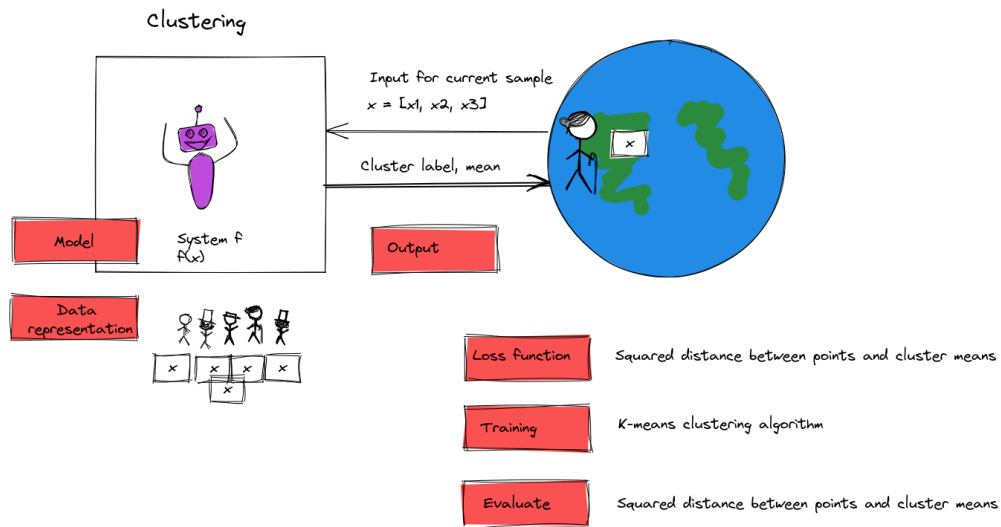 Clustering
Input for current sample
x = [x1, x2, x3]
x
Cluster label, mean
Model
System f
f(x)
Output
Data
representation
x
x
x
x
x
Loss function
Squared distance between points and cluster means
Training
K-means clustering algorithm
Evaluate
Squared distance between points and cluster means